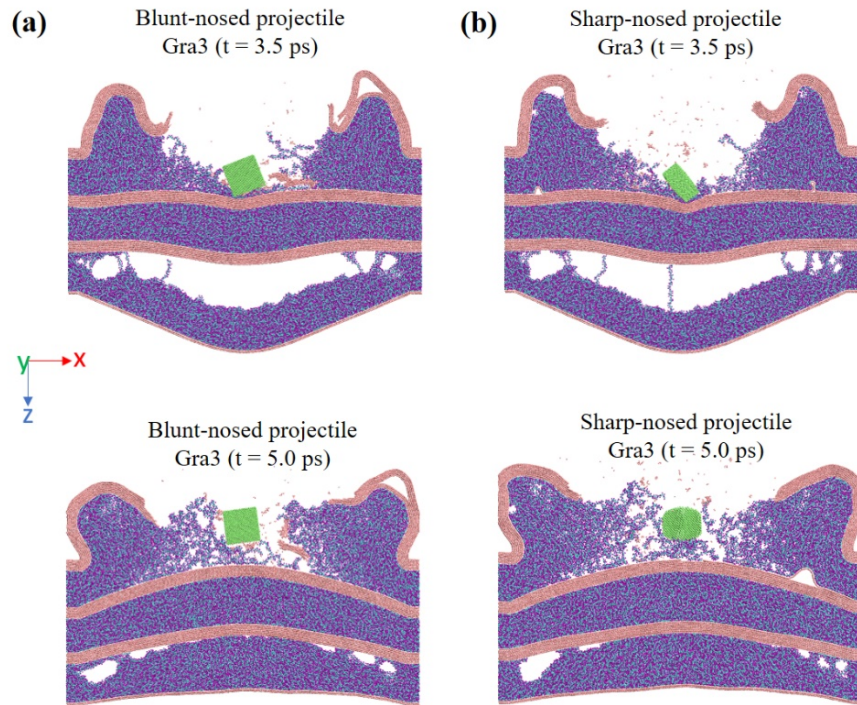 (a)
Blunt-nosed projectile
Gra3 (t = 3.5 ps)
(b)
Sharp-nosed projectile
Gra3 (t = 3.5 ps)
y
x
z
Blunt-nosed projectile
Gra3 (t = 5.0 ps)
Sharp-nosed projectile
Gra3 (t = 5.0 ps)